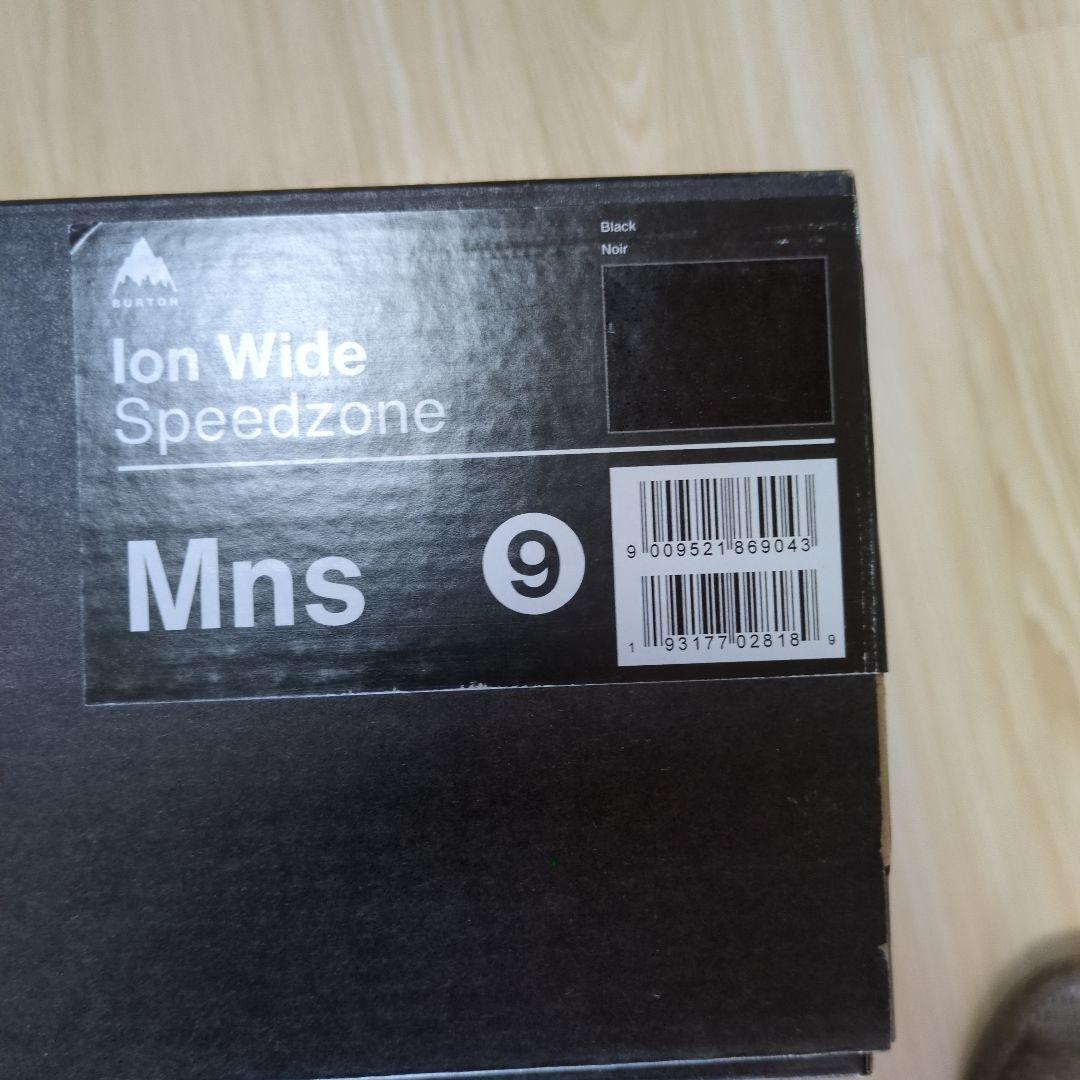 BURTON
Ion Wide
Speedzone
Black
Noir
Mns 9
9 009521 869043
1 93177 02818 9